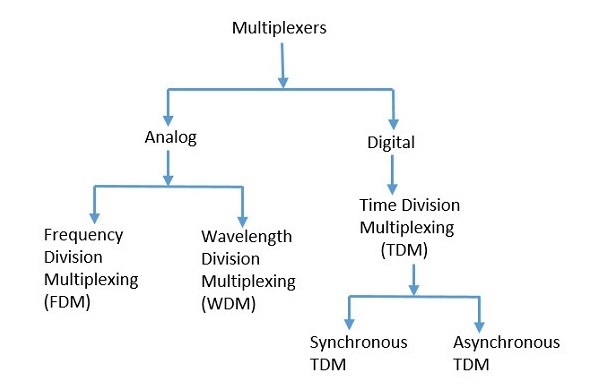 Multiplexers
Analog
Digital
Frequency
Division
Multiplexing
(FDM)
Wavelength
Division
Multiplexing
(WDM)
Time Division
Multiplexing
(TDM)
Synchronous
TDM
Asynchronous
TDM